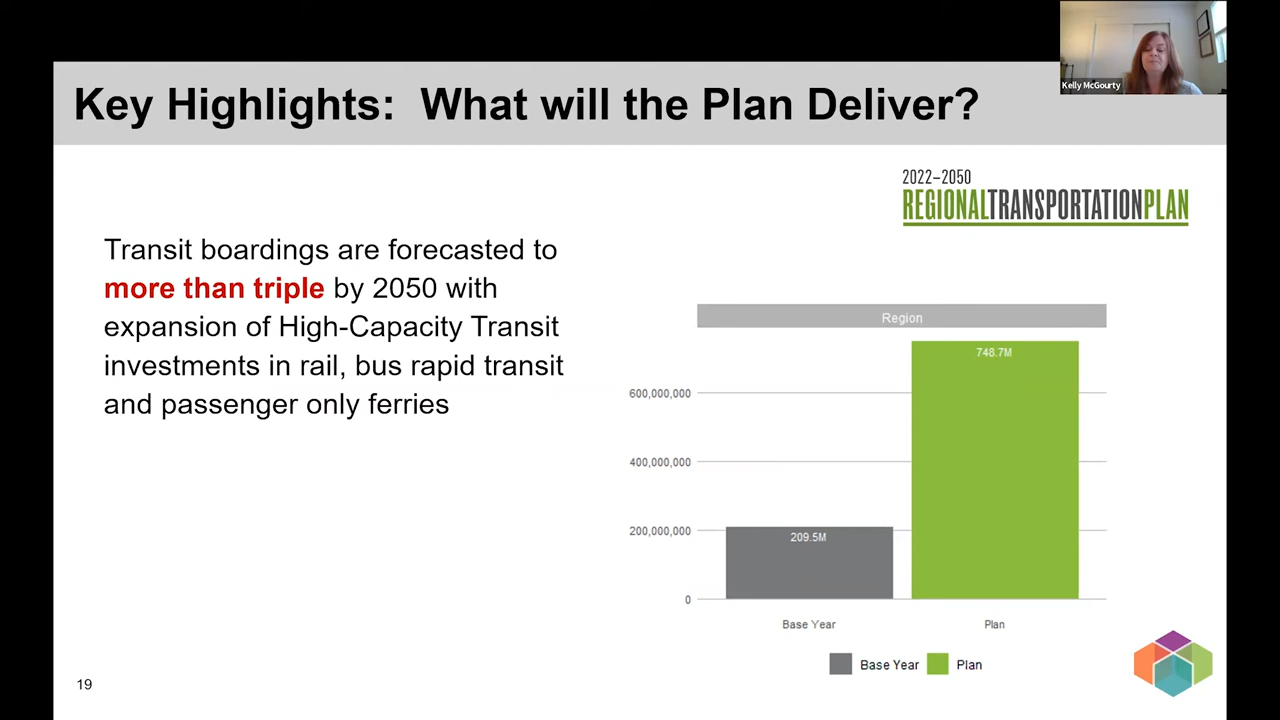 Kelly McGourty
Key Highlights:  What will the Plan Deliver?
2022–2050
REGIONALTRANSPORTATIONPLAN
Transit boardings are forecasted to
more than triple by 2050 with
expansion of High-Capacity Transit
investments in rail, bus rapid transit
and passenger only ferries
Region
748.7M
600,000,000
400,000,000
200,000,000
209.5M
0
Base Year
Plan
Base Year
Plan
19